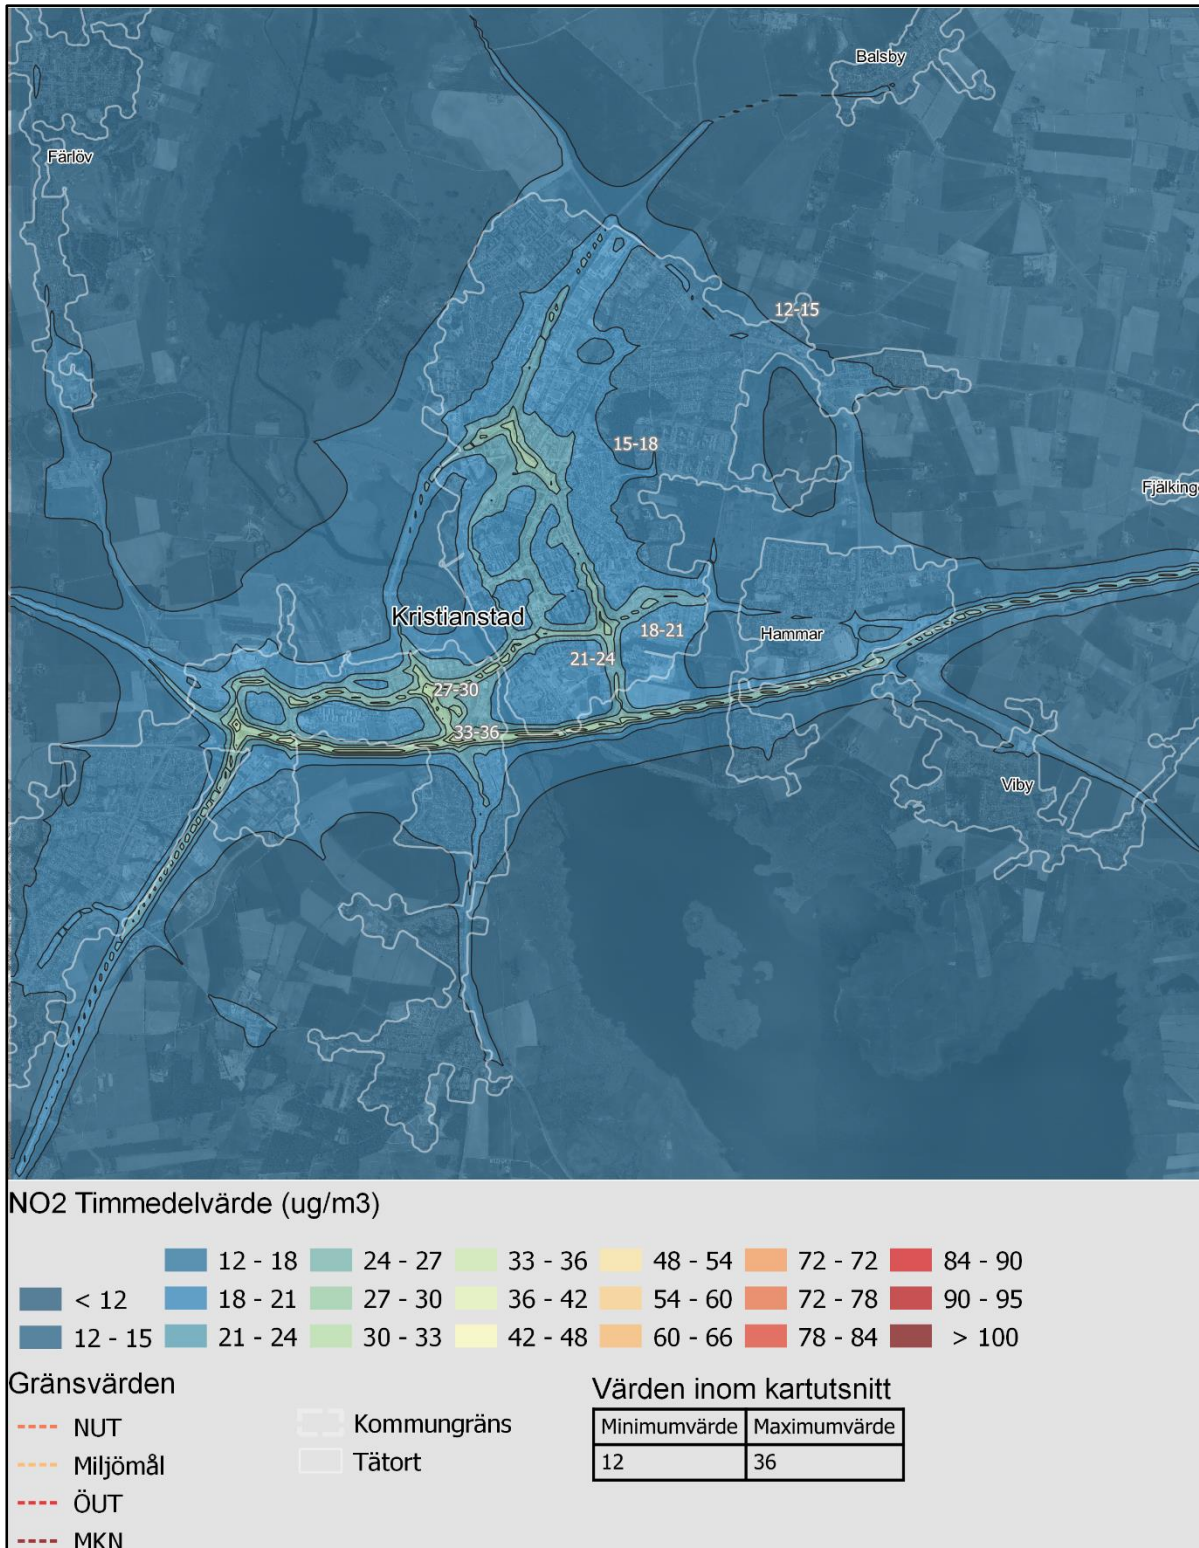 Balsby
Färlöv
12-15
15-18
Fjälkinge
Kristianstad
18-21
Hammar
21-24
27-30
33-36
Viby
NO2 Timmedelvärde (ug/m3)
12 - 18 24 - 27 33 - 36 48 - 54 72 - 72 84 - 90
< 12 18 - 21 27 - 30 36 - 42 54 - 60 72 - 78 90 - 95
12 - 15 21 - 24 30 - 33 42 - 48 60 - 66 78 - 84 > 100
Gränsvärden
NUT
Miljömål
ÖUT
MKN
Kommungräns
Tätort
Värden inom kartutsnitt
Minimumvärde Maximumvärde
12 36